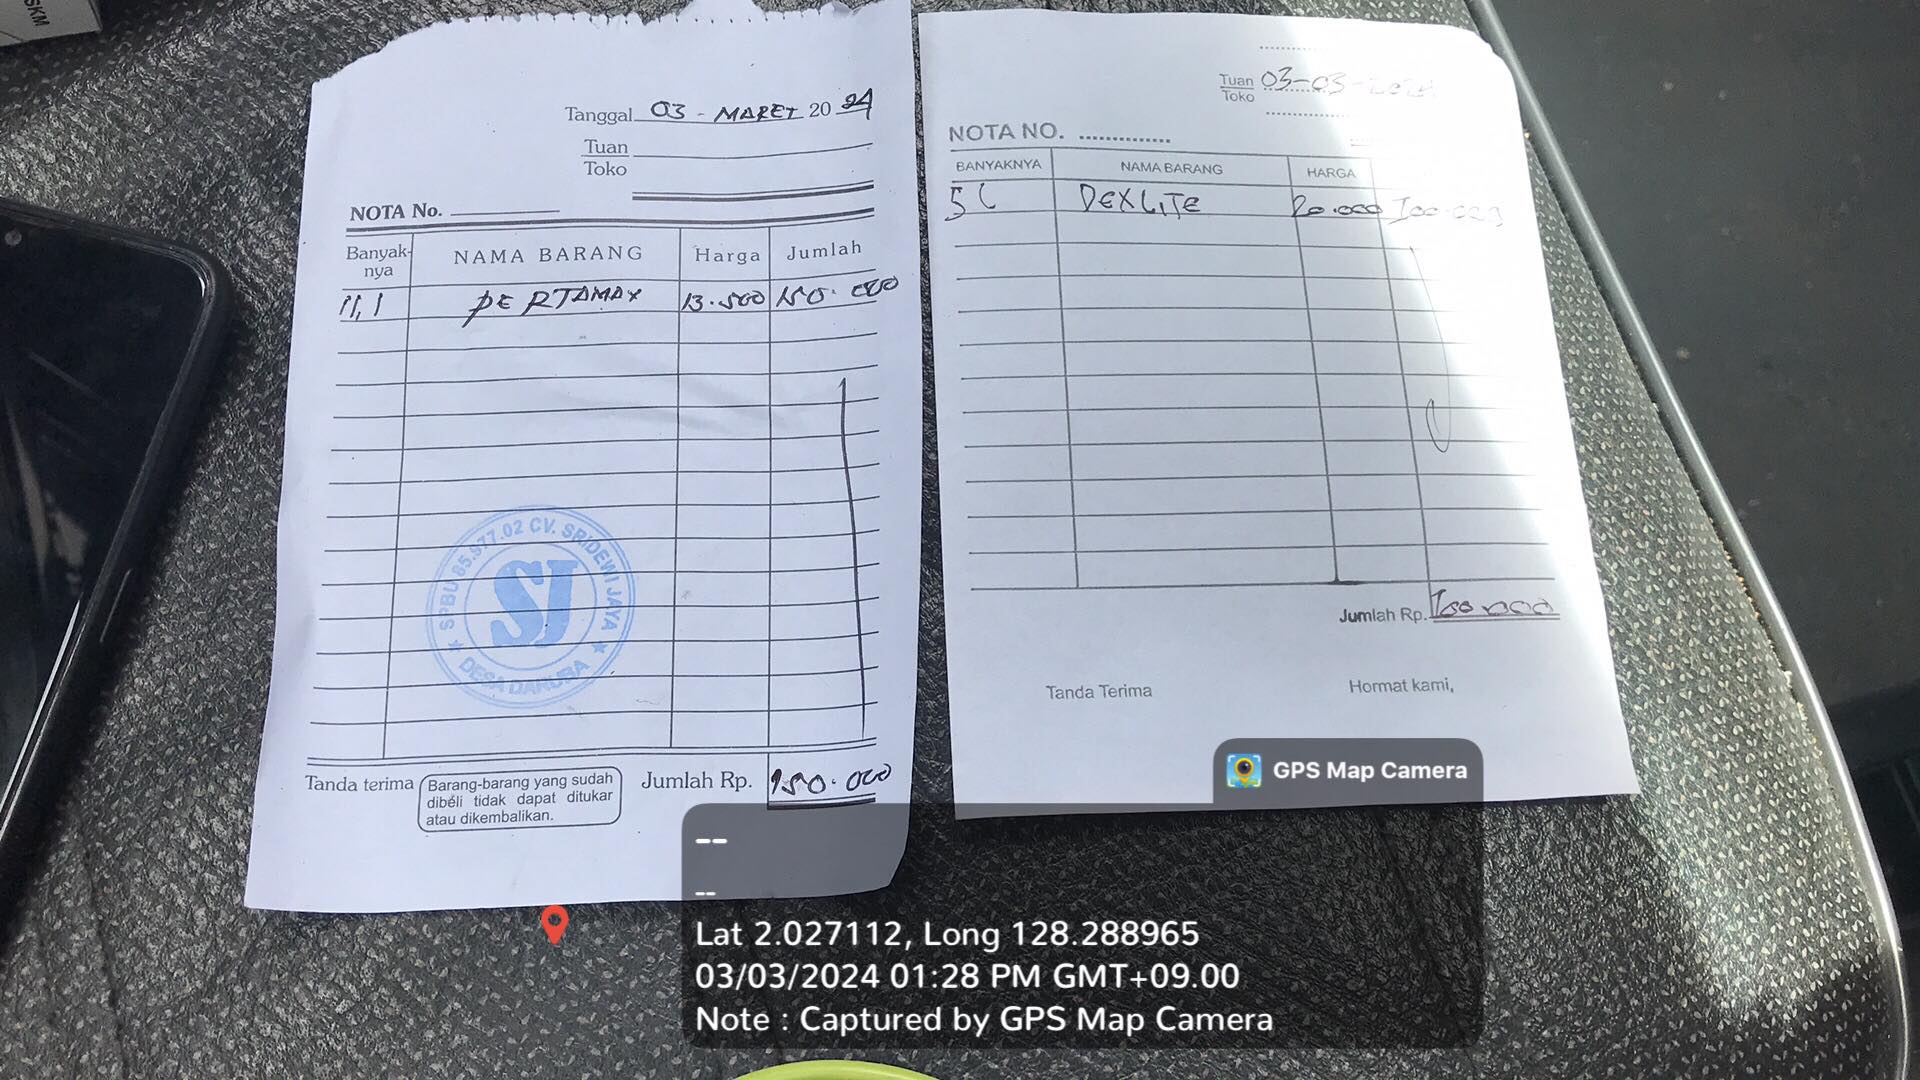 SKM
Tanggal 03 - MARET 20 24
Tuan
Toko
NOTA No.
Banyak-nya NAMA BARANG Harga Jumlah
11,1 PERTAMAX 13.500 150.000
SPBU 85.977.02 CV. SRIDEWI JAYA
SJ
DESA DARUBA
Tanda terima
Barang-barang yang sudah
dibeli tidak dapat ditukar
atau dikembalikan.
Jumlah Rp. 150.000
Tuan 03-03-2024
Toko
NOTA NO.
BANYAKNYA NAMA BARANG HARGA
5 L DEXLITE 20.000 100.000
Jumlah Rp. 100.000
Tanda Terima Hormat kami,
GPS Map Camera
--
--
Lat 2.027112, Long 128.288965
03/03/2024 01:28 PM GMT+09.00
Note : Captured by GPS Map Camera